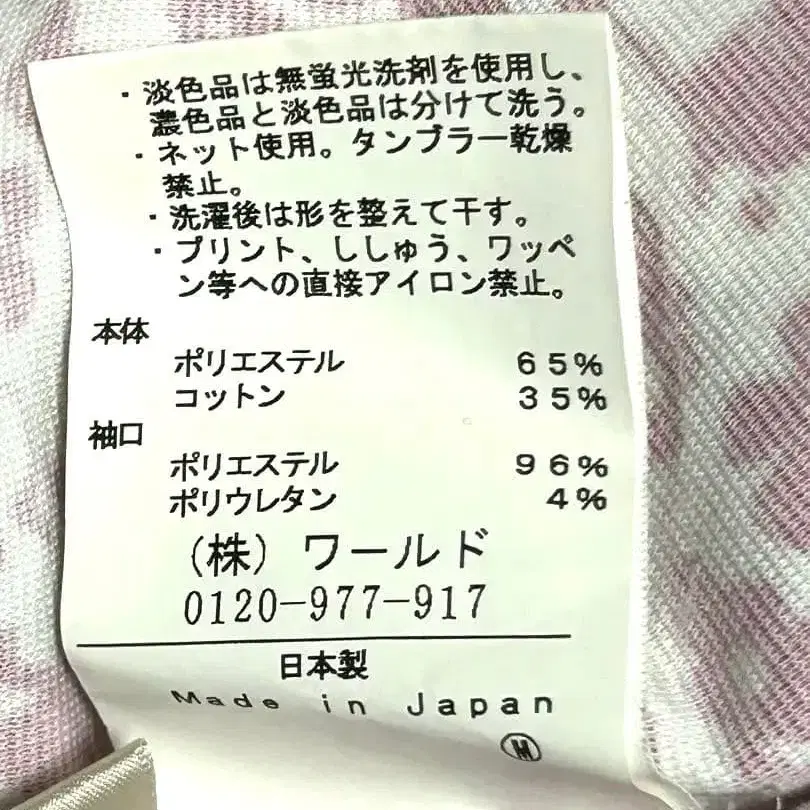 ・淡色品は無蛍光洗剤を使用し、
濃色品と淡色品は分けて洗う。
・ネット使用。タンブラー乾燥
禁止。
・洗濯後は形を整えて干す。
・プリント、ししゅう、ワッペ
ン等への直接アイロン禁止。
本体
ポリエステル 65%
コットン 35%
袖口
ポリエステル 96%
ポリウレタン 4%
(株) ワールド
0120-977-917
日本製
Made in Japan
M